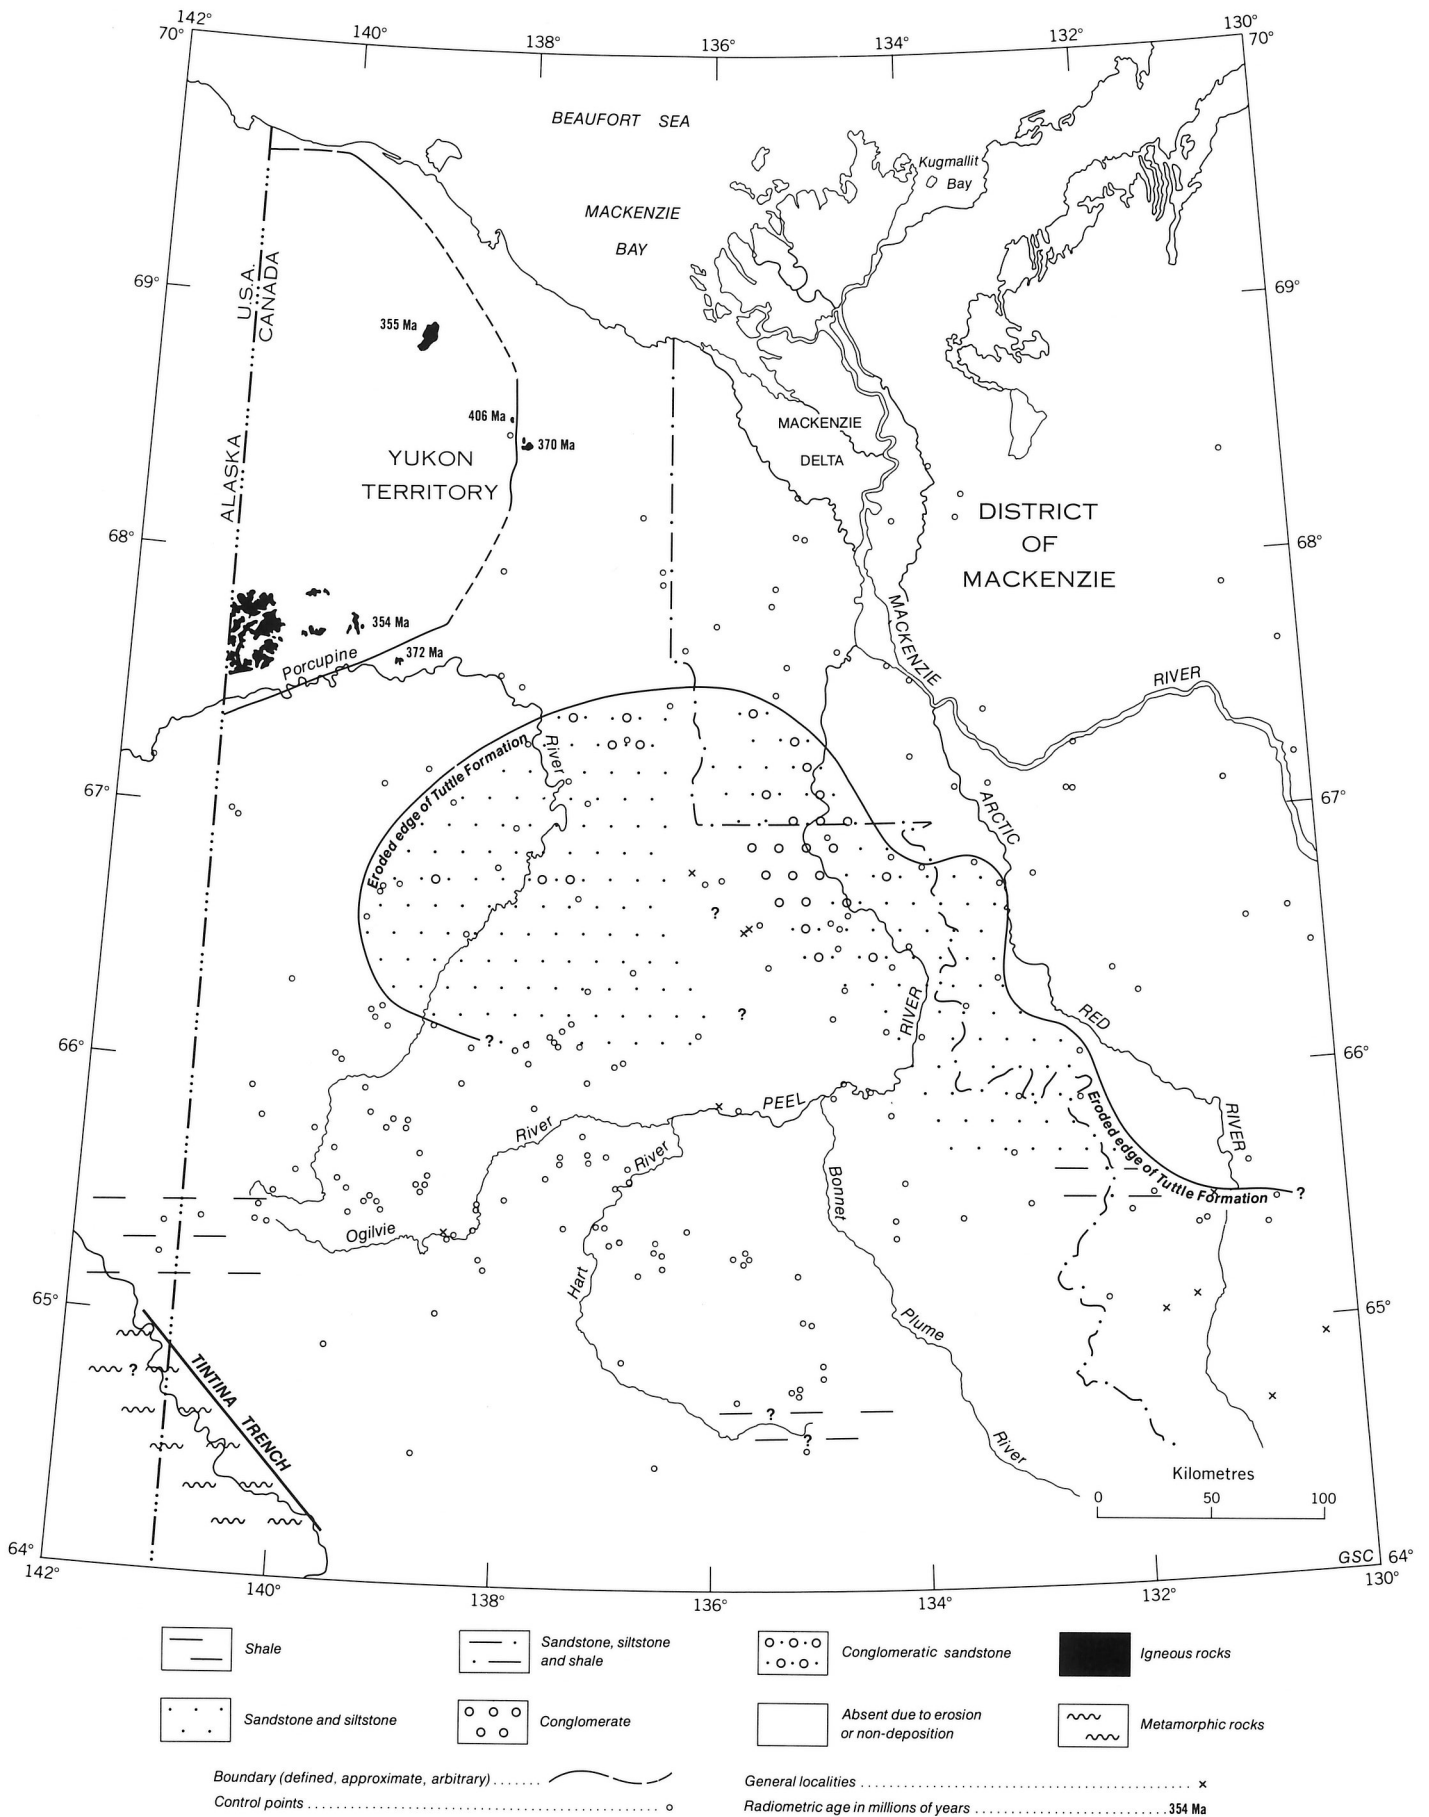 142°
70°
140°
138°
136°
134°
132°
130°
70°
BEAUFORT SEA
Kugmallit
Bay
MACKENZIE
BAY
69°
69°
U.S.A.
CANADA
355 Ma
406 Ma
370 Ma
MACKENZIE
DELTA
YUKON
TERRITORY
ALASKA
DISTRICT
OF
MACKENZIE
68°
68°
354 Ma
372 Ma
Porcupine
MACKENZIE
RIVER
River
Eroded edge of Tuttle Formation
67°
67°
ARCTIC
?
?
RIVER
RED
?
66°
66°
PEEL
River
River
Eroded edge of Tuttle Formation
RIVER
?
Bonnet
Ogilvie
Hart
65°
65°
Plume
?
TINTINA TRENCH
?
?
River
Kilometres
0 50 100
GSC
64°
142°
140°
138°
136°
134°
132°
64°
130°
Shale
Sandstone, siltstone
and shale
Conglomeratic sandstone
Igneous rocks
Sandstone and siltstone
Conglomerate
Absent due to erosion
or non-deposition
Metamorphic rocks
Boundary (defined, approximate, arbitrary) .......
General localities ............................................................ x
Control points ............................................................ o
Radiometric age in millions of years .........................354 Ma